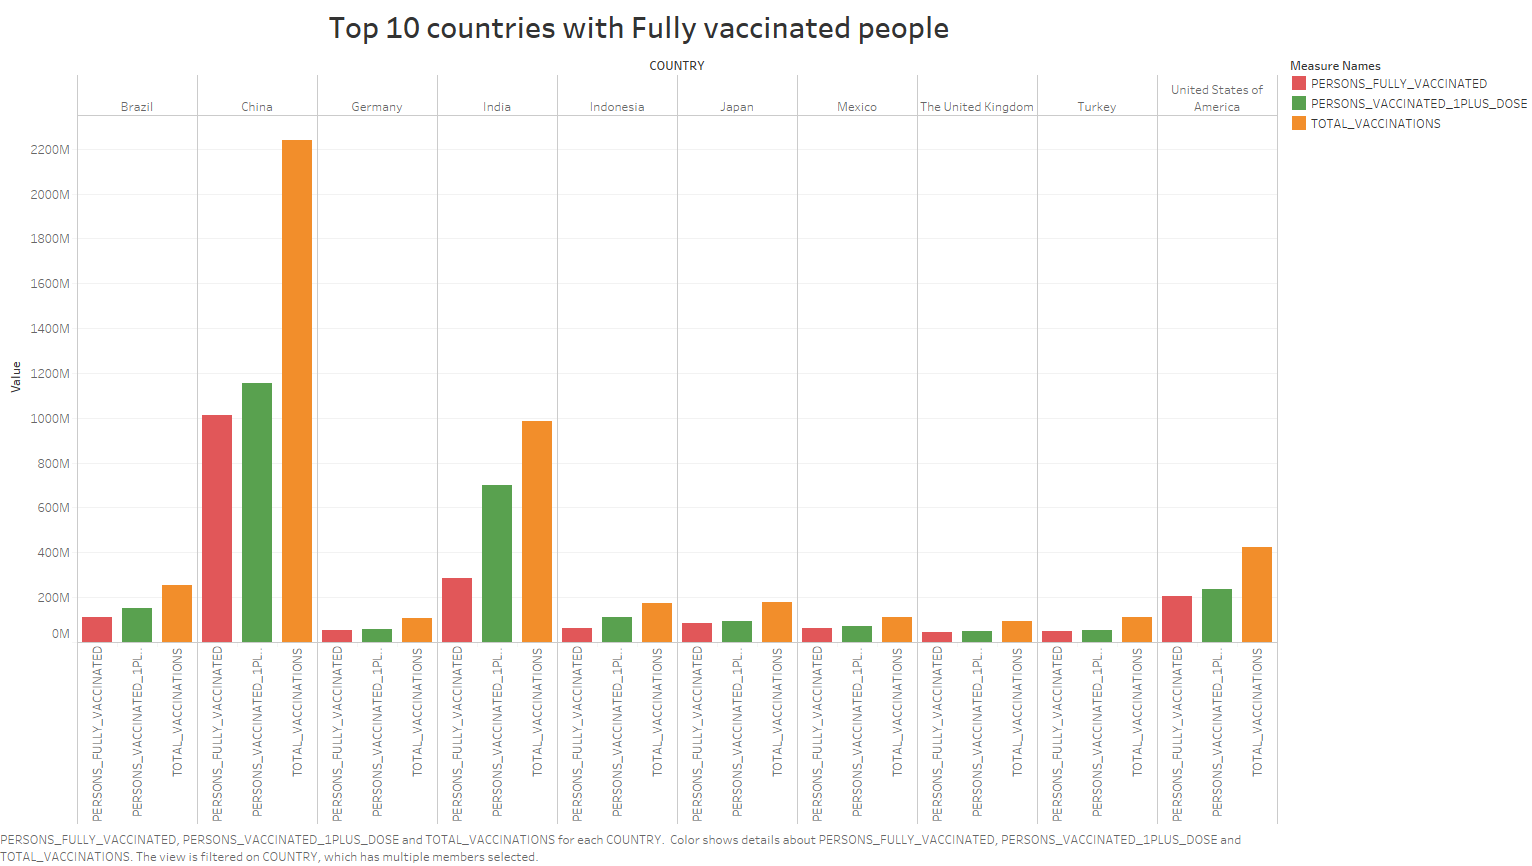 Top 10 countries with Fully vaccinated people
COUNTRY
Brazil
China
Germany
India
Indonesia
Japan
Mexico
The United Kingdom
Turkey
United States of
America
Measure Names
PERSONS_FULLY_VACCINATED
PERSONS_VACCINATED_1PLUS_DOSE
TOTAL_VACCINATIONS
Value
2200M
2000M
1800M
1600M
1400M
1200M
1000M
800M
600M
400M
200M
0M
PERSONS_FULLY_VACCINATED
PERSONS_VACCINATED_1PL..
TOTAL_VACCINATIONS
PERSONS_FULLY_VACCINATED
PERSONS_VACCINATED_1PL..
TOTAL_VACCINATIONS
PERSONS_FULLY_VACCINATED
PERSONS_VACCINATED_1PL..
TOTAL_VACCINATIONS
PERSONS_FULLY_VACCINATED
PERSONS_VACCINATED_1PL..
TOTAL_VACCINATIONS
PERSONS_FULLY_VACCINATED
PERSONS_VACCINATED_1PL..
TOTAL_VACCINATIONS
PERSONS_FULLY_VACCINATED
PERSONS_VACCINATED_1PL..
TOTAL_VACCINATIONS
PERSONS_FULLY_VACCINATED
PERSONS_VACCINATED_1PL..
TOTAL_VACCINATIONS
PERSONS_FULLY_VACCINATED
PERSONS_VACCINATED_1PL..
TOTAL_VACCINATIONS
PERSONS_FULLY_VACCINATED
PERSONS_VACCINATED_1PL..
TOTAL_VACCINATIONS
PERSONS_FULLY_VACCINATED
PERSONS_VACCINATED_1PL..
TOTAL_VACCINATIONS
PERSONS_FULLY_VACCINATED, PERSONS_VACCINATED_1PLUS_DOSE and TOTAL_VACCINATIONS for each COUNTRY. Color shows details about PERSONS_FULLY_VACCINATED, PERSONS_VACCINATED_1PLUS_DOSE and
TOTAL_VACCINATIONS. The view is filtered on COUNTRY, which has multiple members selected.